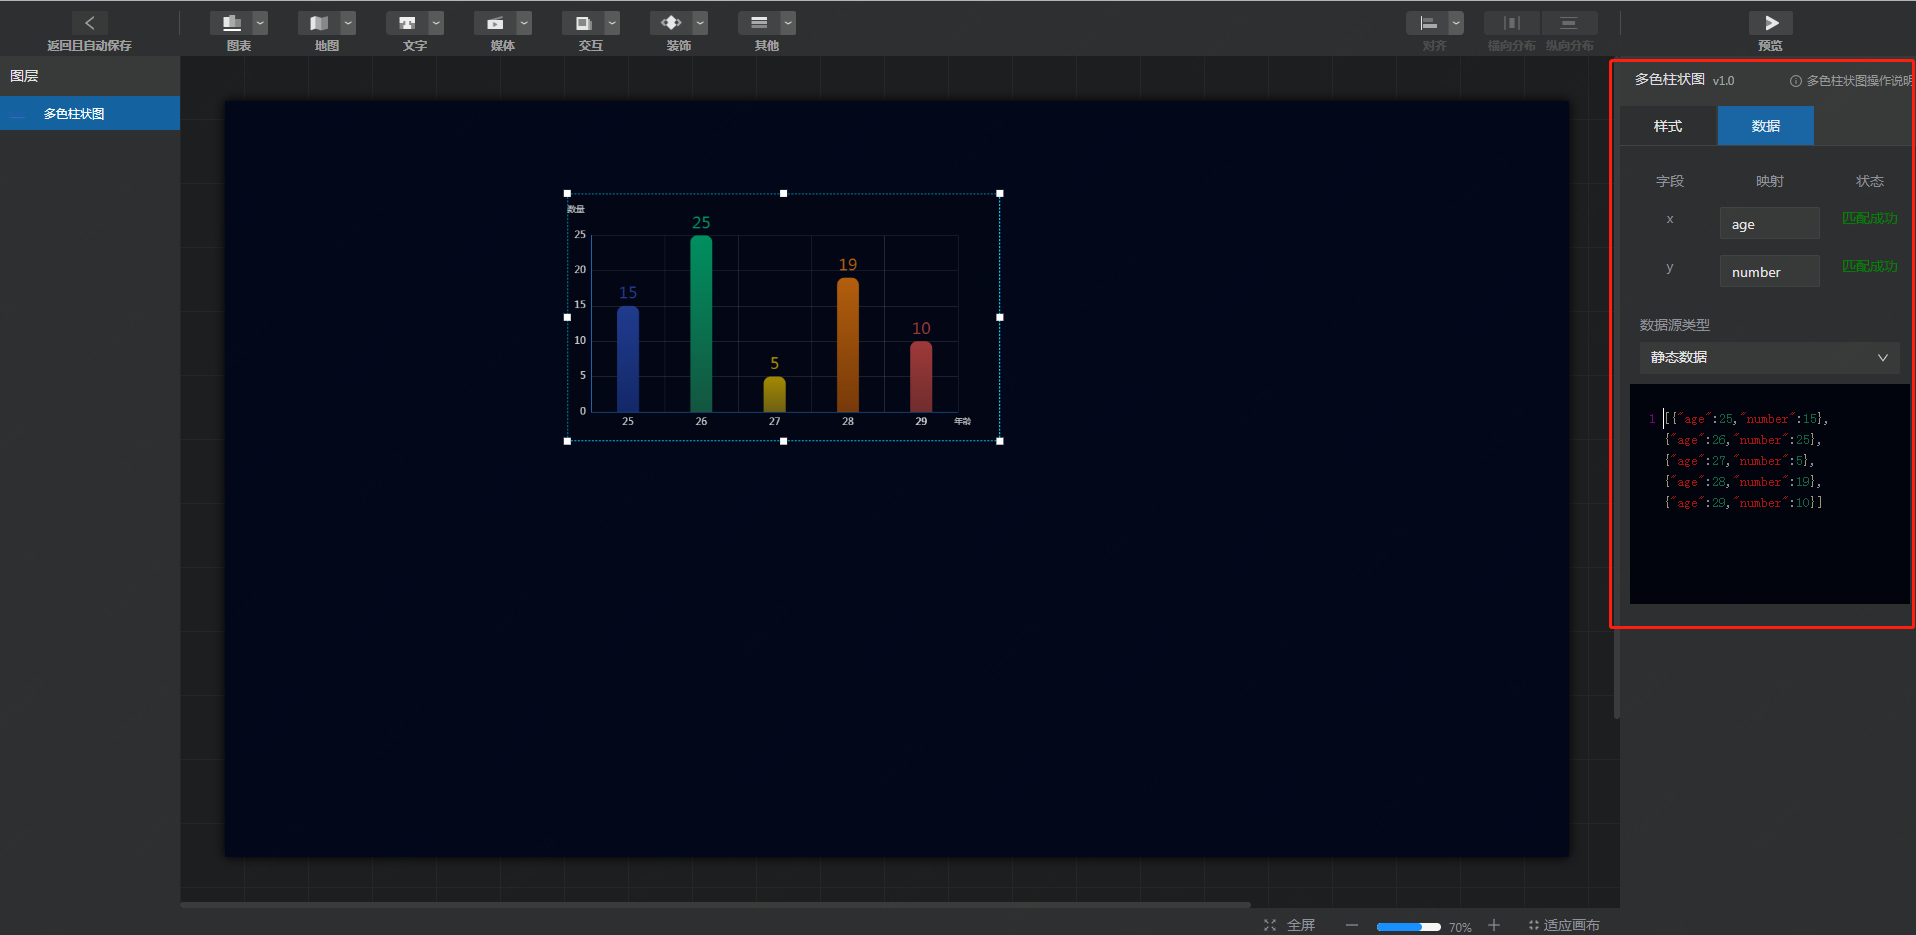 返回且自动保存
图表
地图
文字
媒体
交互
装饰
其他
对齐
横向分布
纵向分布
预览
图层
多色柱状图
数量
25
20
15
10
5
0
15
25
5
19
10
25
26
27
28
29
年龄
多色柱状图 v1.0
多色柱状图操作说明
样式
数据
字段 映射 状态
x age 匹配成功
y number 匹配成功
数据源类型
静态数据
1 [{"age":25,"number":15},
{"age":26,"number":25},
{"age":27,"number":5},
{"age":28,"number":19},
{"age":29,"number":10}]
全屏
70%
适应画布